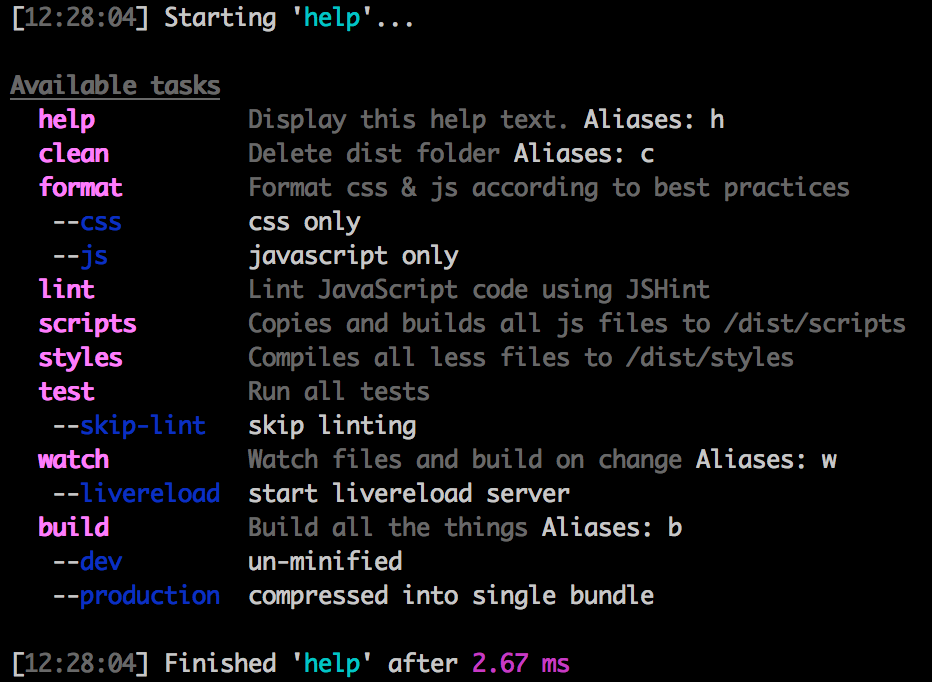 [12:28:04] Starting 'help'...
Available tasks
help Display this help text. Aliases: h
clean Delete dist folder Aliases: c
format Format css & js according to best practices
--css css only
--js javascript only
lint Lint JavaScript code using JSHint
scripts Copies and builds all js files to /dist/scripts
styles Compiles all less files to /dist/styles
test Run all tests
--skip-lint skip linting
watch Watch files and build on change Aliases: w
--livereload start livereload server
build Build all the things Aliases: b
--dev un-minified
--production compressed into single bundle
[12:28:04] Finished 'help' after 2.67 ms